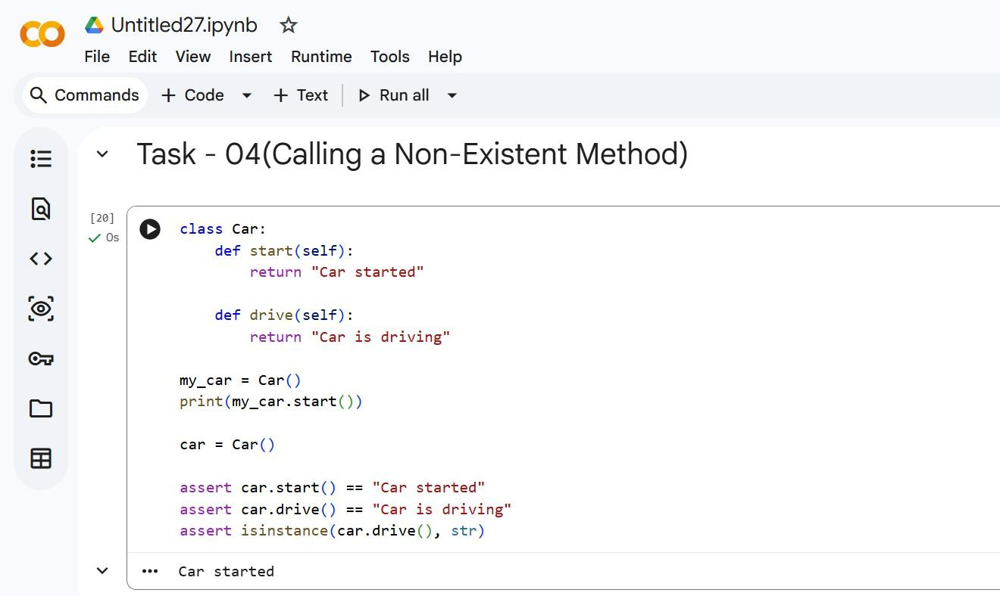 Untitled27.ipynb
File Edit View Insert Runtime Tools Help
Commands + Code + Text Run all
Task - 04(Calling a Non-Existent Method)
[20]
0s
class Car:
    def start(self):
        return "Car started"
    def drive(self):
        return "Car is driving"
my_car = Car()
print(my_car.start())
car = Car()
assert car.start() == "Car started"
assert car.drive() == "Car is driving"
assert isinstance(car.drive(), str)
Car started